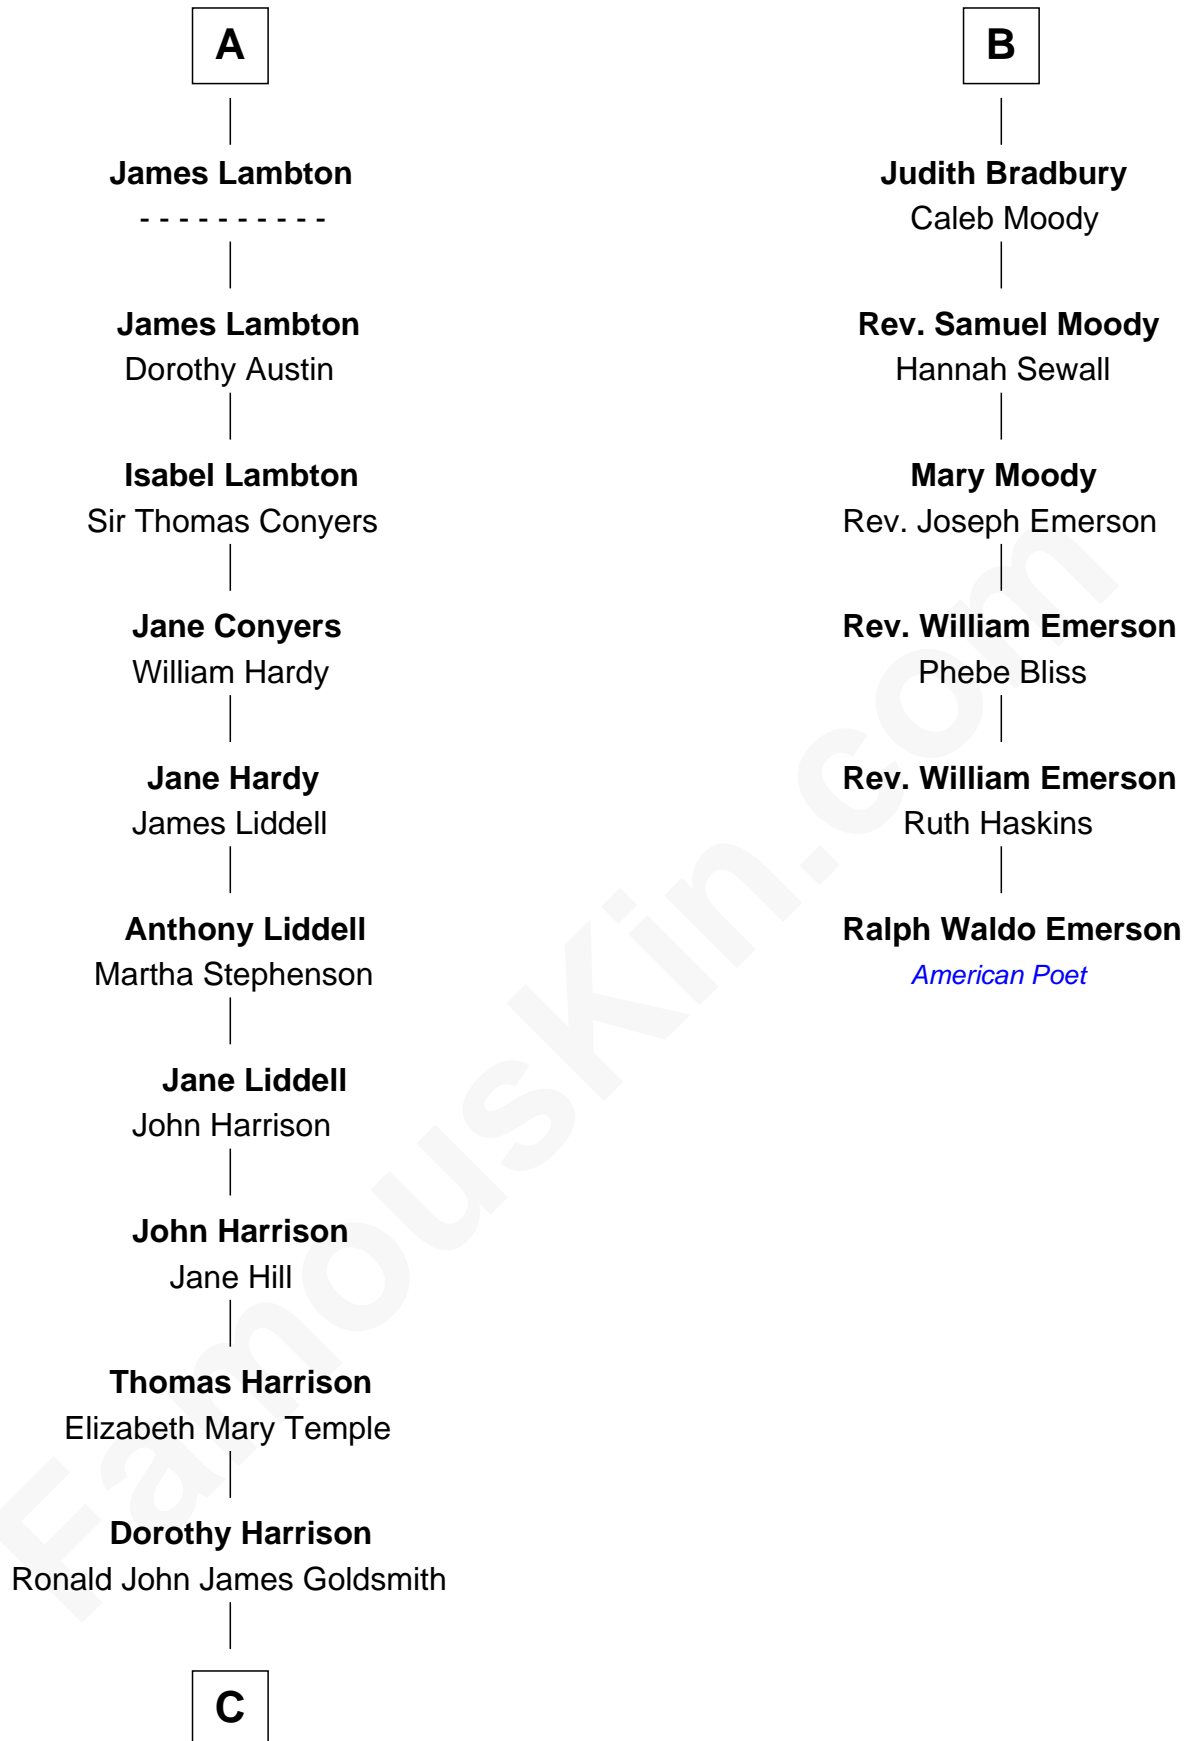 A
James Lambton
- - - - - - - - - -
James Lambton
Dorothy Austin
Isabel Lambton
Sir Thomas Conyers
Jane Conyers
William Hardy
Jane Hardy
James Liddell
Anthony Liddell
Martha Stephenson
Jane Liddell
John Harrison
John Harrison
Jane Hill
Thomas Harrison
Elizabeth Mary Temple
Dorothy Harrison
Ronald John James Goldsmith
C
B
Judith Bradbury
Caleb Moody
Rev. Samuel Moody
Hannah Sewall
Mary Moody
Rev. Joseph Emerson
Rev. William Emerson
Phebe Bliss
Rev. William Emerson
Ruth Haskins
Ralph Waldo Emerson
American Poet
FamousKin.com